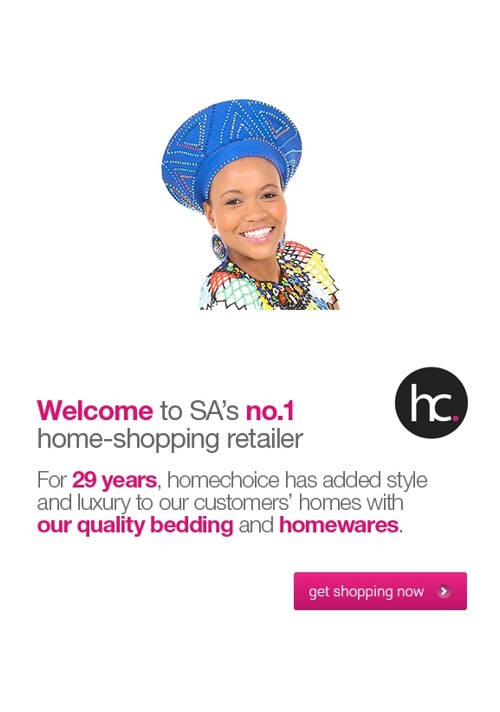 hc.
Welcome to SA's no.1
home-shopping retailer
For 29 years, homechoice has added style
and luxury to our customers' homes with
our quality bedding and homewares.
get shopping now